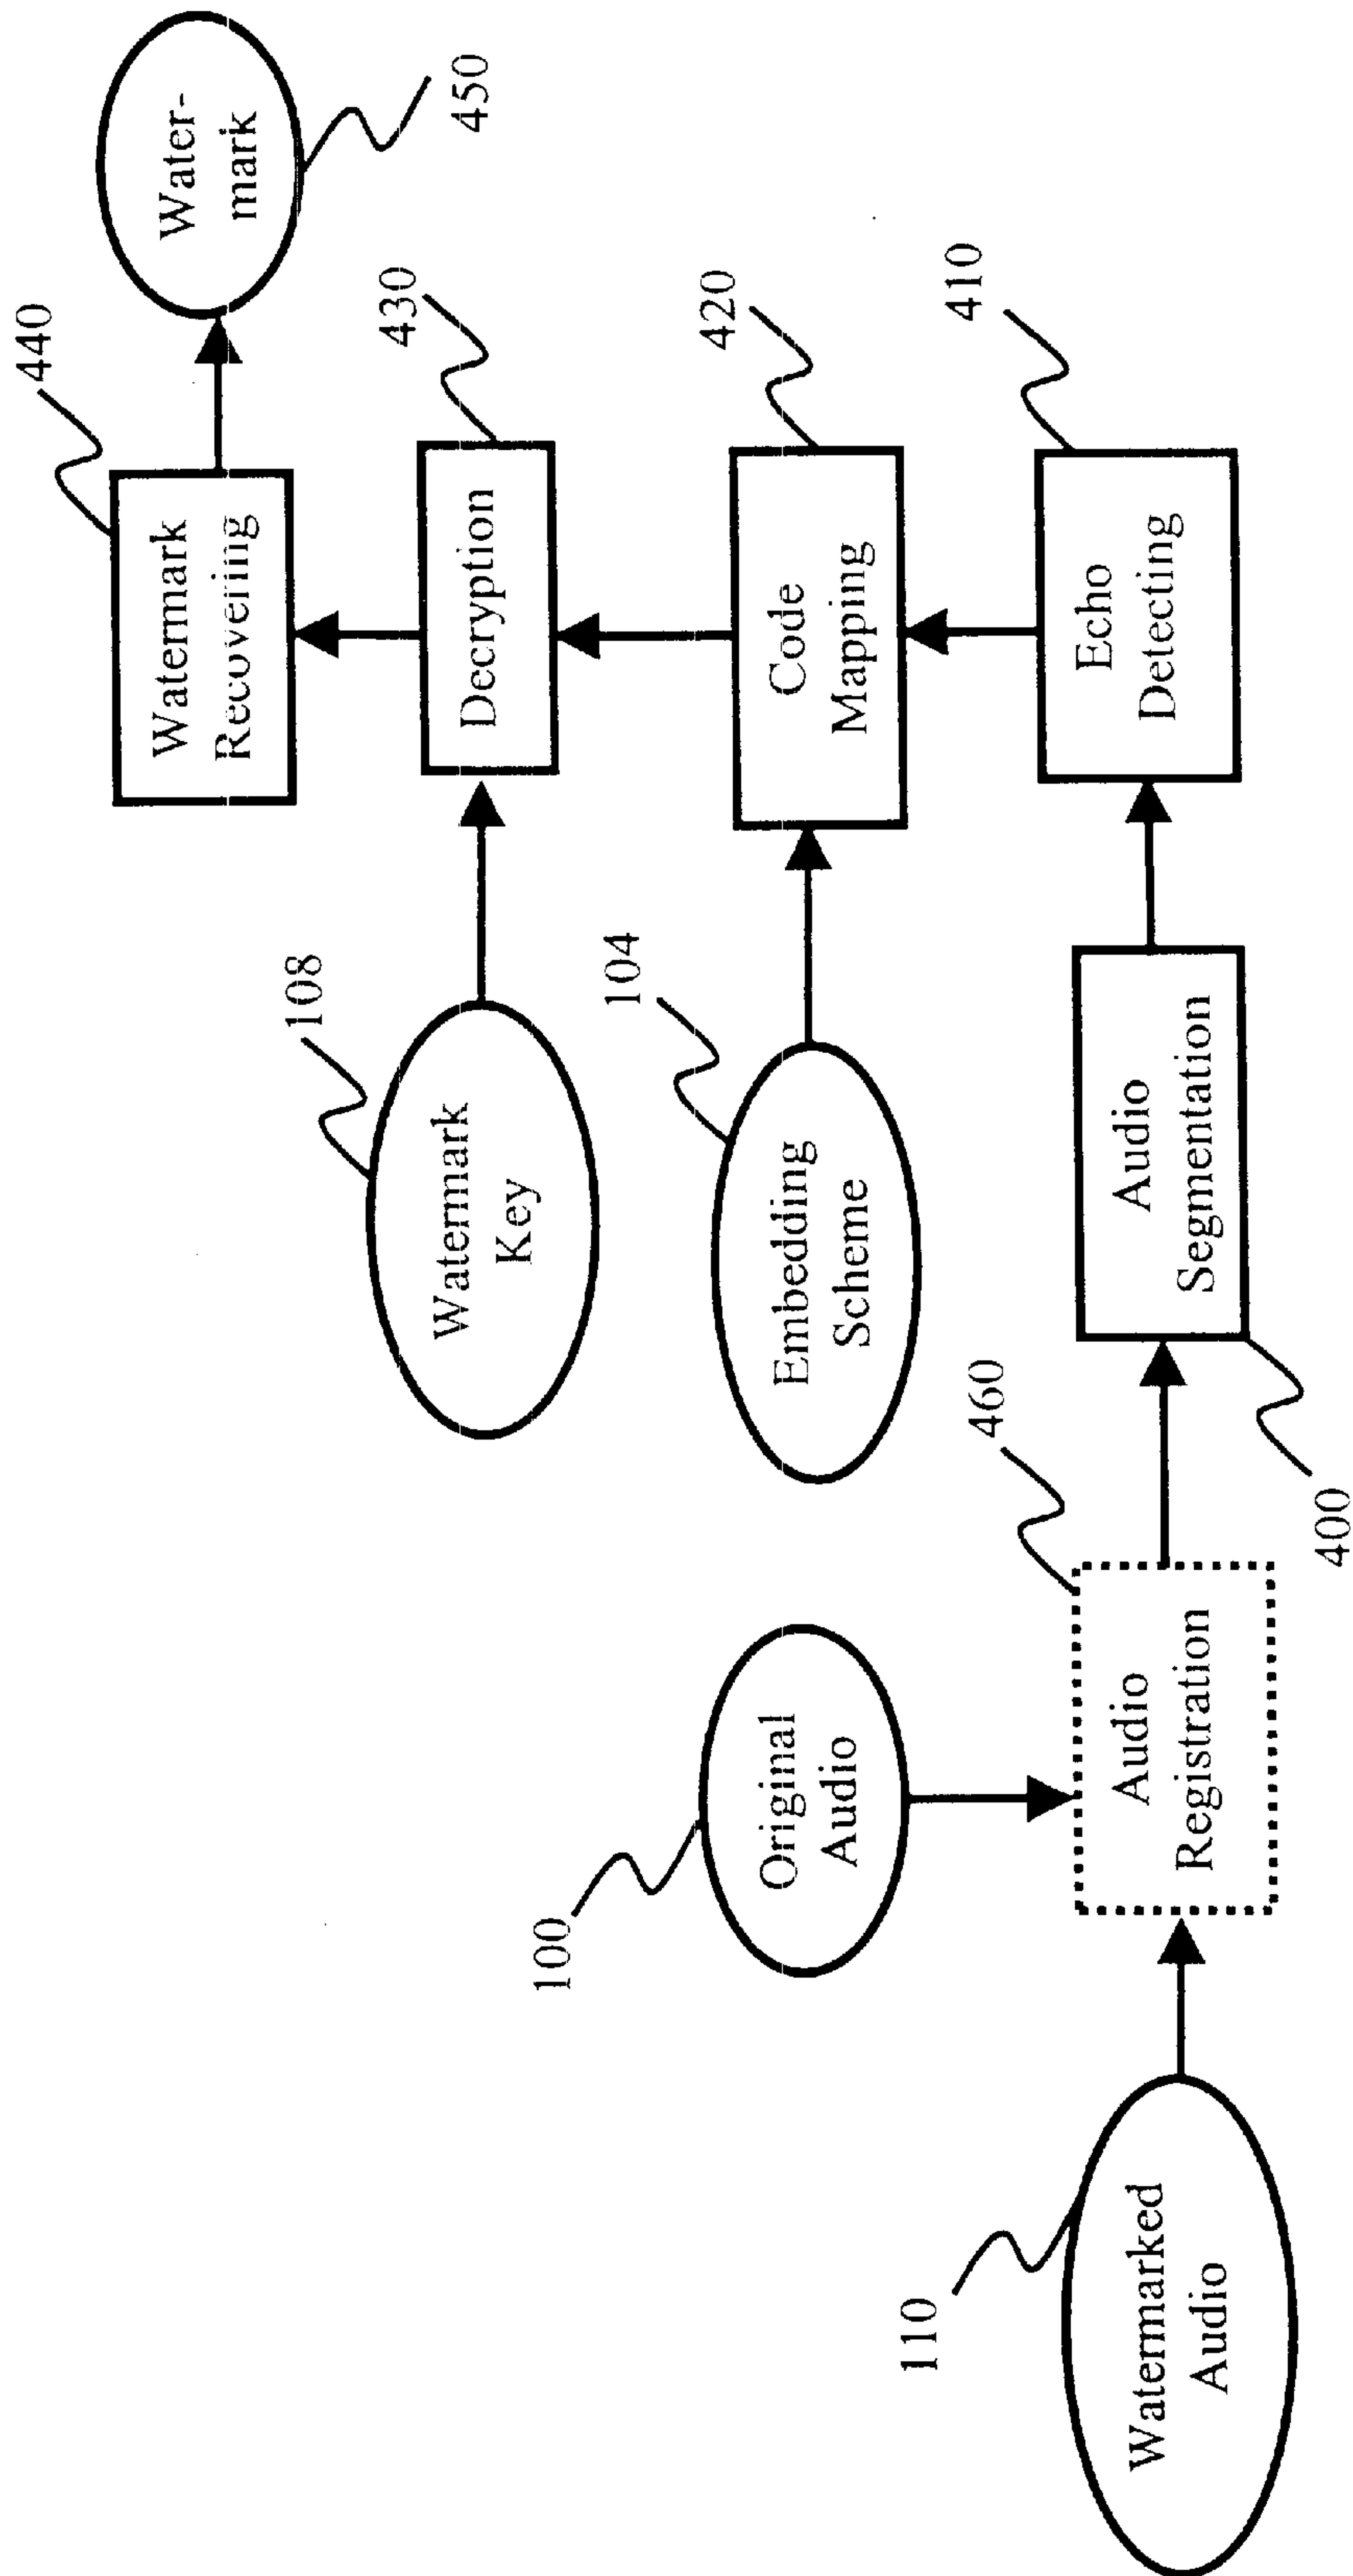 440
Watermark
Recovering
Water-
mark
450
108
Watermark
Key
Decryption
430
104
Embedding
Scheme
Code
Mapping
420
100
Original
Audio
460
110
Watermarked
Audio
Audio
Registration
400
Audio
Segmentation
Echo
Detecting
410